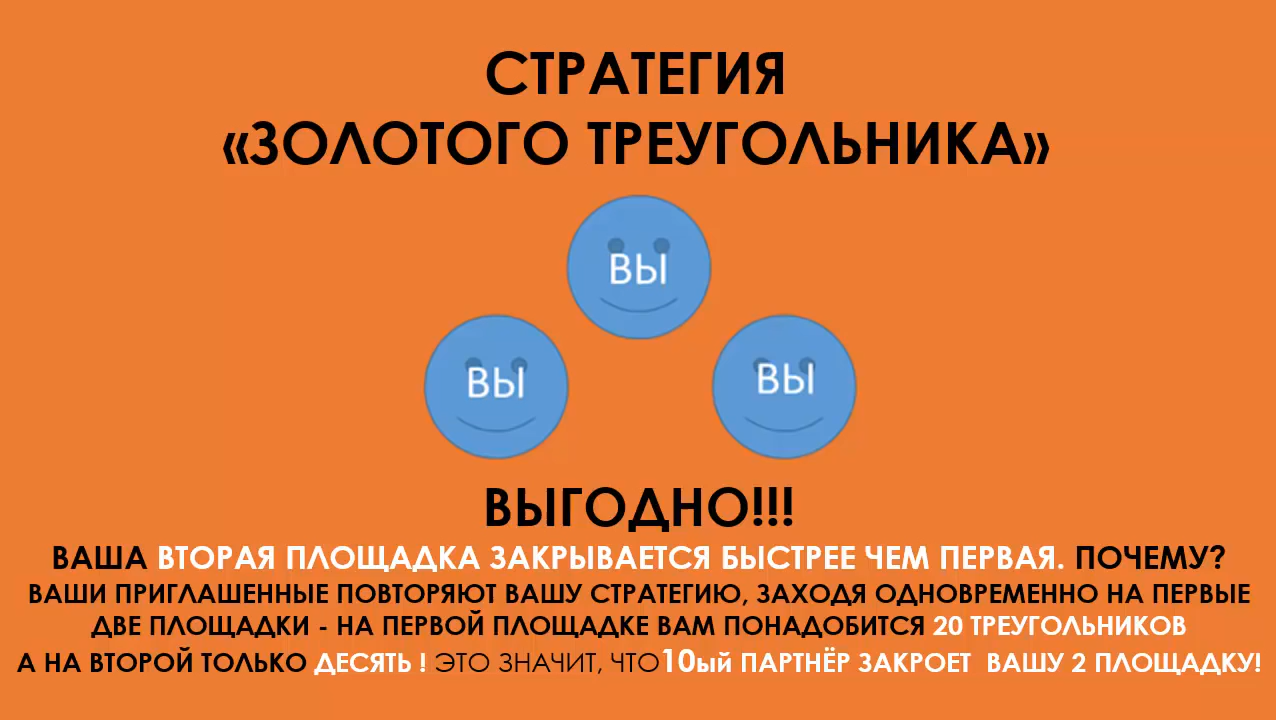 СТРАТЕГИЯ
«ЗОЛОТОГО ТРЕУГОЛЬНИКА»
ВЫ
ВЫ
ВЫ
ВЫГОДНО!!!
ВАША ВТОРАЯ ПЛОЩАДКА ЗАКРЫВАЕТСЯ БЫСТРЕЕ ЧЕМ ПЕРВАЯ. ПОЧЕМУ?
ВАШИ ПРИГЛАШЕННЫЕ ПОВТОРЯЮТ ВАШУ СТРАТЕГИЮ, ЗАХОДЯ ОДНОВРЕМЕННО НА ПЕРВЫЕ
ДВЕ ПЛОЩАДКИ - НА ПЕРВОЙ ПЛОЩАДКЕ ВАМ ПОНАДОБИТСЯ 20 ТРЕУГОЛЬНИКОВ
А НА ВТОРОЙ ТОЛЬКО ДЕСЯТЬ ! ЭТО ЗНАЧИТ, ЧТО10ый ПАРТНЁР ЗАКРОЕТ ВАШУ 2 ПЛОЩАДКУ!